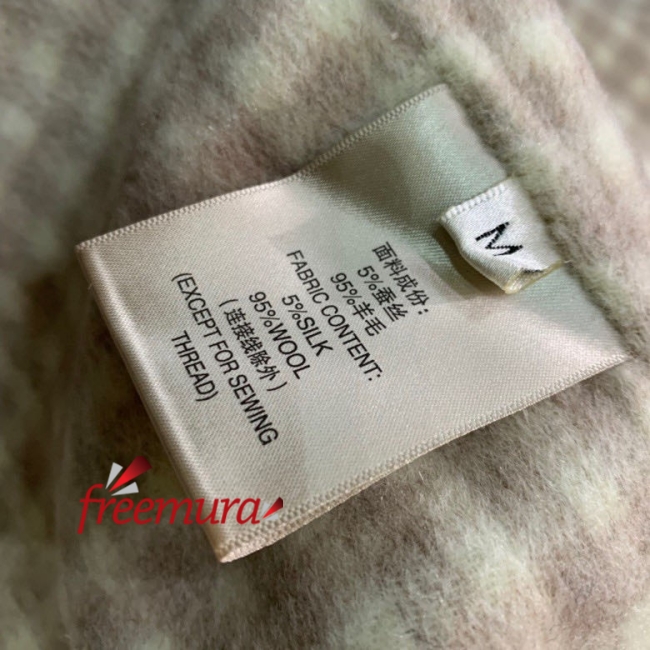 M
面料成份：
5%蚕丝
95%羊毛
FABRIC CONTENT:
5%SILK
95%WOOL
（连接线除外）
(EXCEPT FOR SEWING
THREAD)
freemura